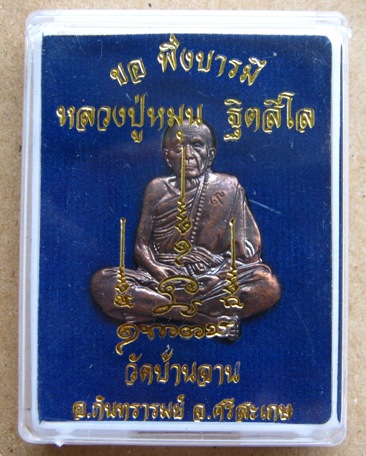 ขอ พึ่งบารมี
หลวงปู่หมุน ฐิตสีโล
วัดบ้านจาน
อ.กันทรารมย์ จ.ศรีสะเกษ